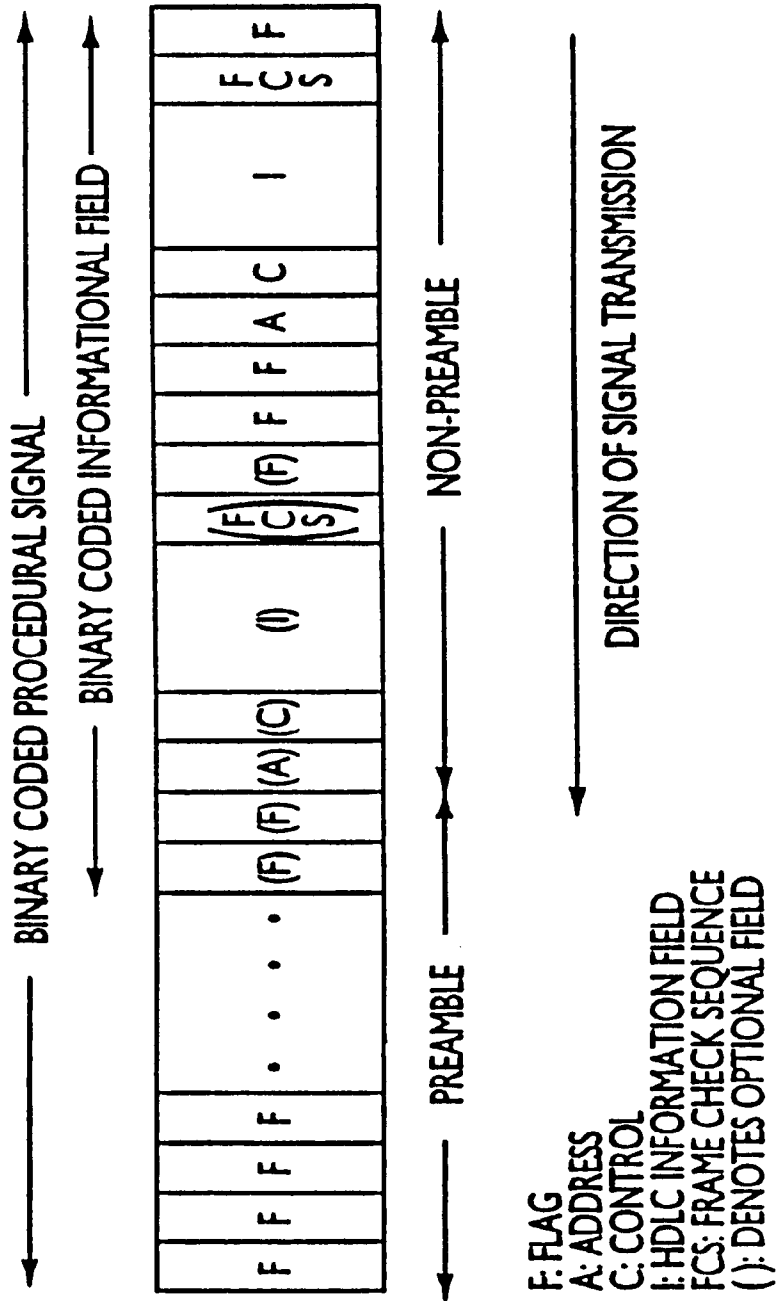 BINARY CODED PROCEDURAL SIGNAL
BINARY CODED INFORMATIONAL FIELD
F F F F • • • • (F) (F) (A) (C) (I) (FCS) (F) F F A C I FCS F
PREAMBLE NON-PREAMBLE
DIRECTION OF SIGNAL TRANSMISSION
F: FLAG
A: ADDRESS
C: CONTROL
I: HDLC INFORMATION FIELD
FCS: FRAME CHECK SEQUENCE
( ): DENOTES OPTIONAL FIELD